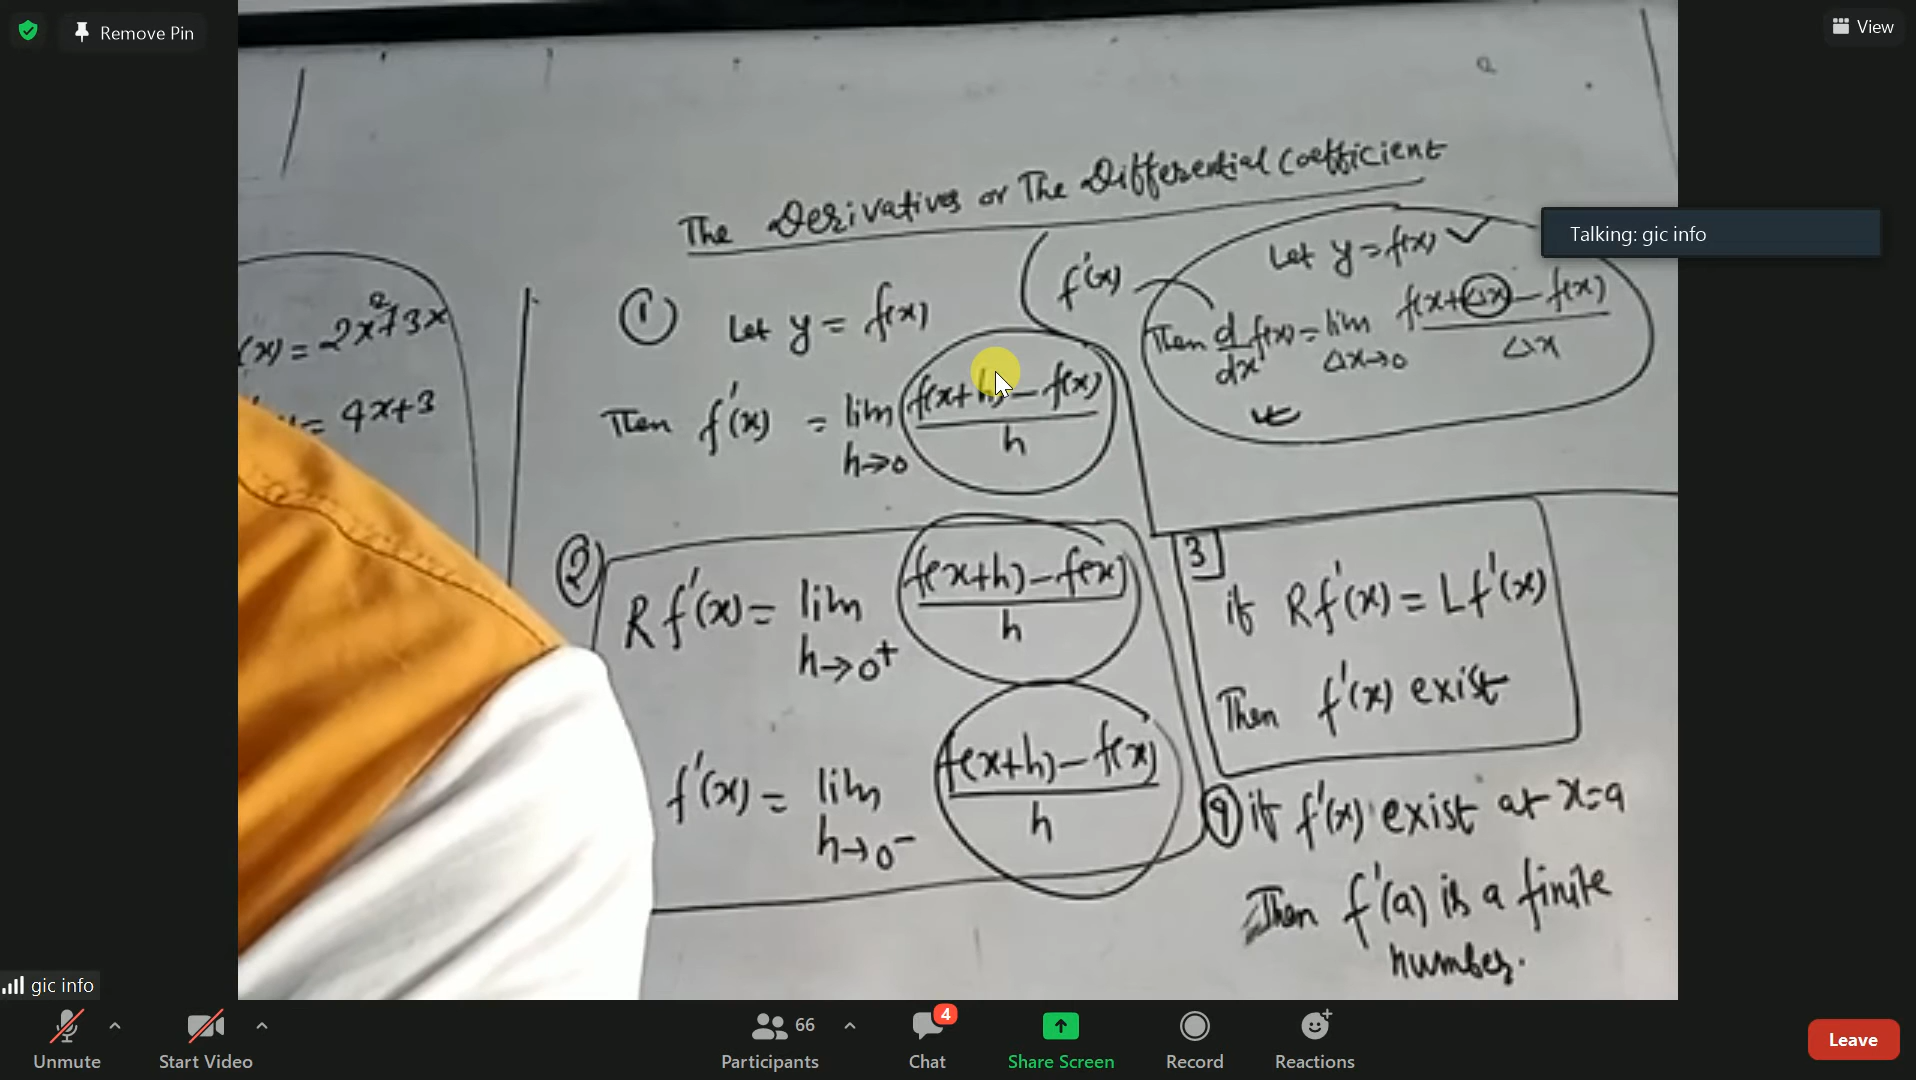 Remove Pin
View
Talking: gic info
The Derivatives or The Differential Coefficient
(x) = 2x²+3x
= 4x+3
① Let y = f(x)
Then f'(x) = lim h→0 f(x+h) – f(x) / h
f'(x)
Let y = f(x) ✓
Then d/dx f(x) = lim Δx→0 f(x+Δx) – f(x) / Δx
② R f'(x) = lim h→0⁺ f(x+h) – f(x) / h
f'(x) = lim h→0⁻ f(x+h) – f(x) / h
3
if Rf'(x) = Lf'(x)
Then f'(x) exist
④ if f'(x) exist at x=a
Then f'(a) is a finite
number.
gic info
Unmute
Start Video
66
Participants
4
Chat
Share Screen
Record
Reactions
Leave